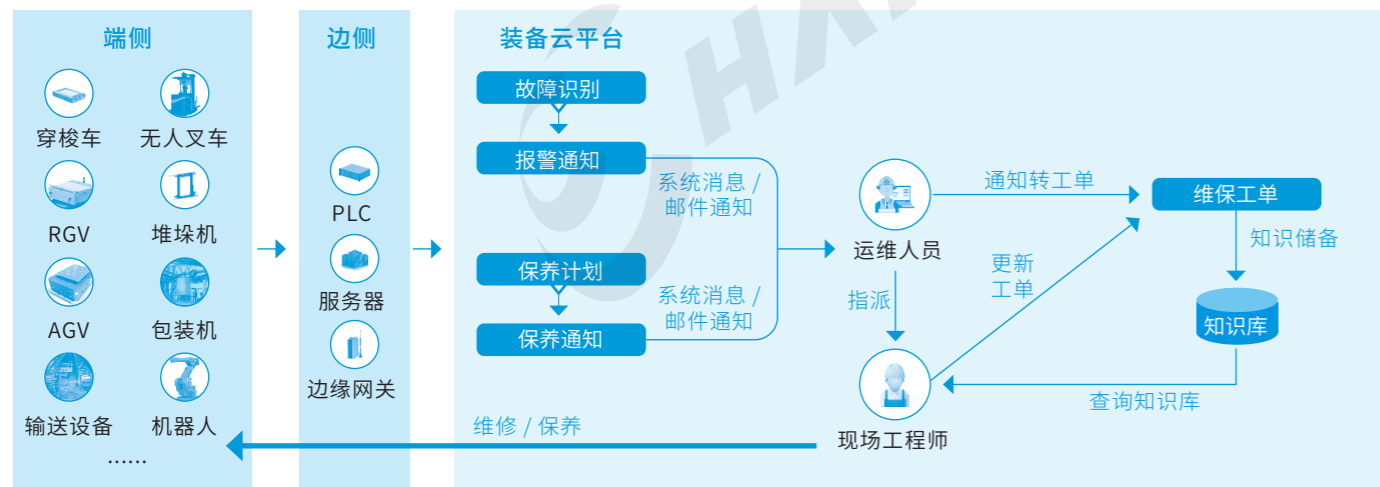 端侧
穿梭车
无人叉车
RGV
堆垛机
AGV
包装机
输送设备
机器人
......
边侧
PLC
服务器
边缘网关
装备云平台
故障识别
报警通知
系统消息 /
邮件通知
保养计划
保养通知
系统消息 /
邮件通知
运维人员
通知转工单
维保工单
知识储备
知识库
指派
更新
工单
查询知识库
现场工程师
维修 / 保养